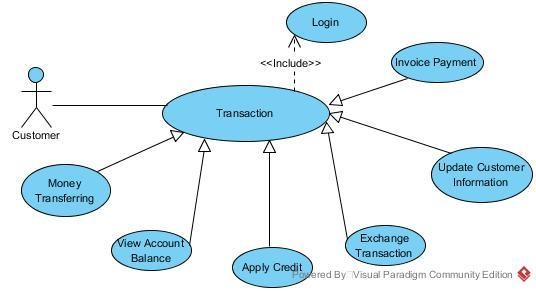 Login
<<Include>>
Invoice Payment
Transaction
Customer
Money
Transferring
Update Customer
Information
View Account
Balance
Exchange
Transaction
Apply Credit
Powered By Visual Paradigm Community Edition